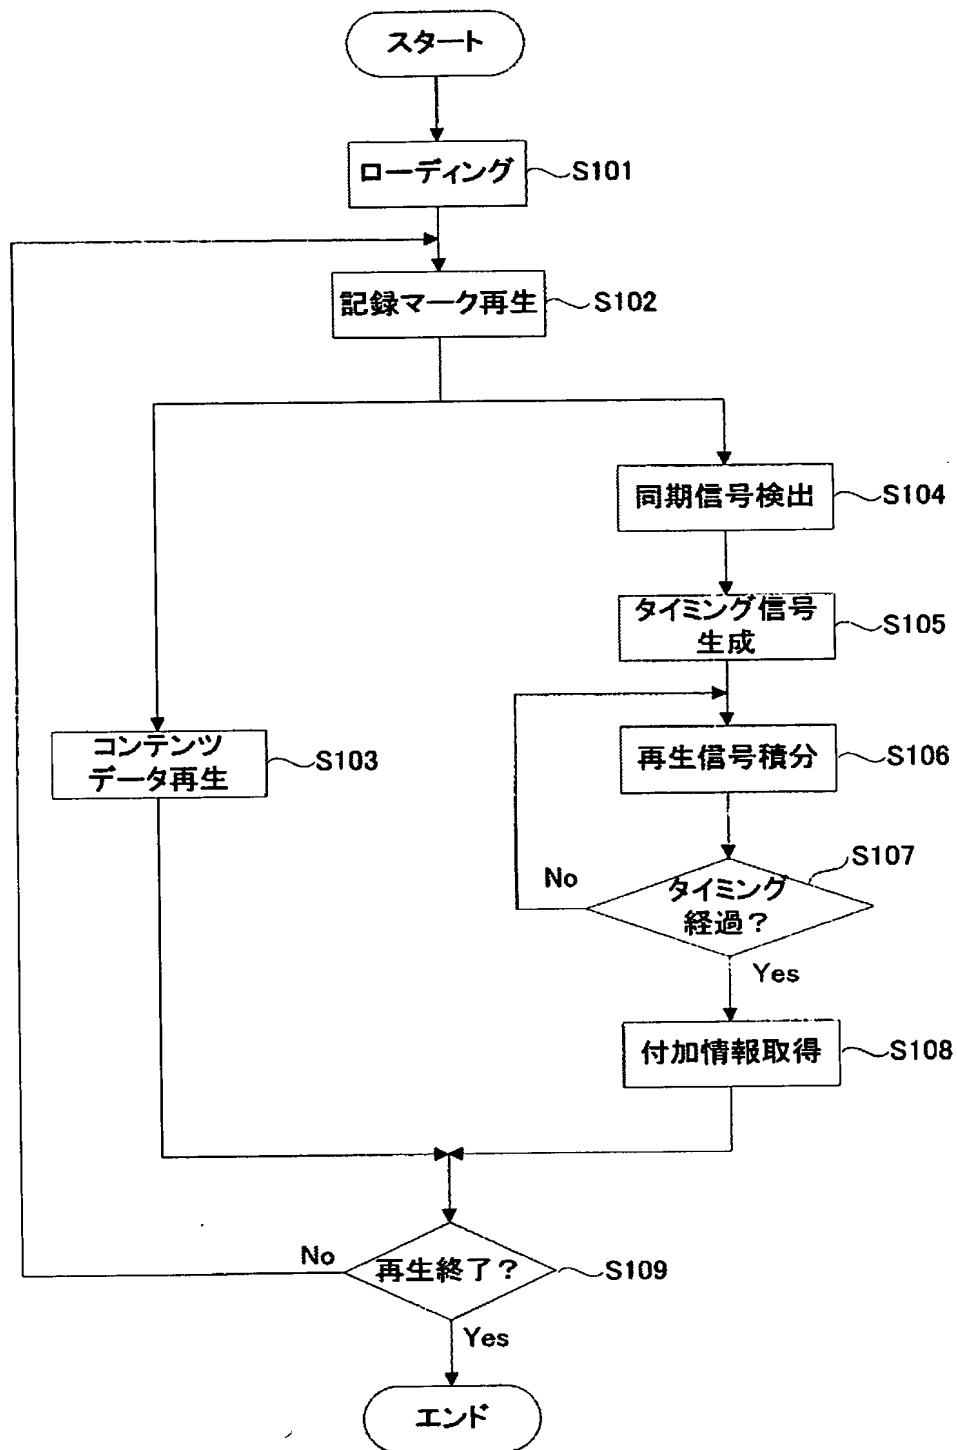 スタート
ローディング
S101
記録マーク再生
S102
同期信号検出
S104
タイミング信号
生成
S105
コンテンツ
データ再生
S103
再生信号積分
S106
タイミング
経過?
S107
No
Yes
付加情報取得
S108
再生終了?
S109
No
Yes
エンド